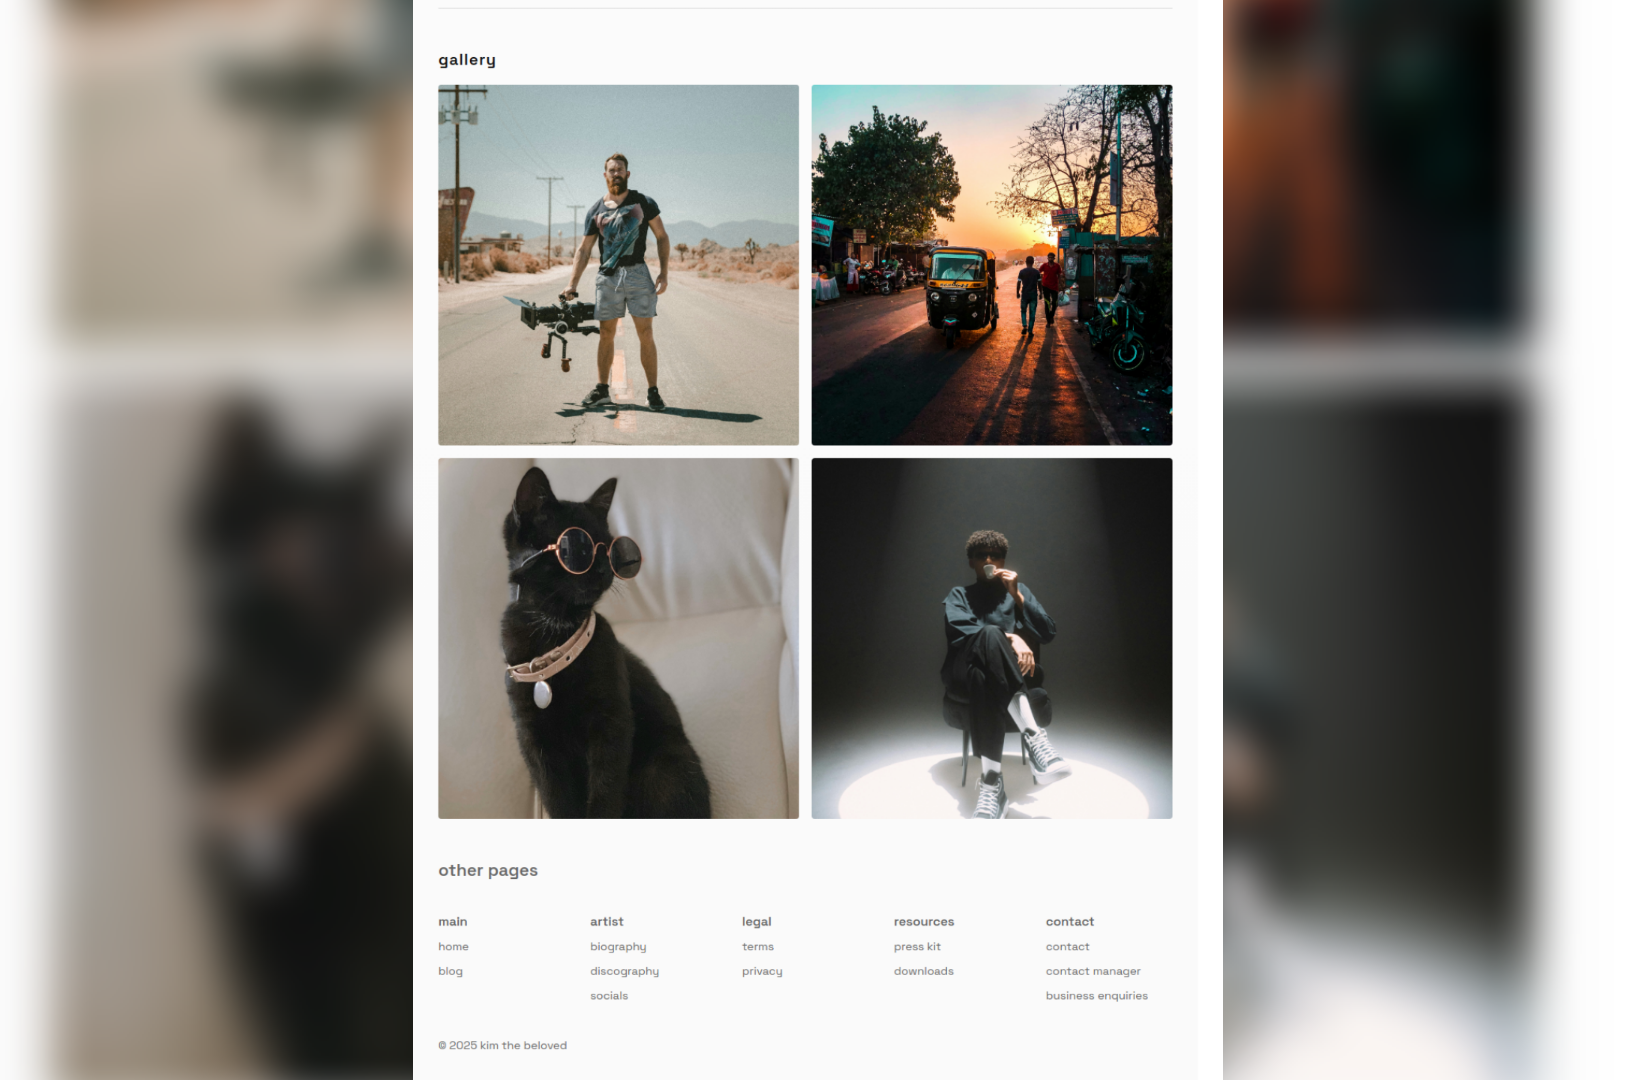 gallery
other pages
main
home
blog
artist
biography
discography
socials
legal
terms
privacy
resources
press kit
downloads
contact
contact
contact manager
business enquiries
© 2025 kim the beloved